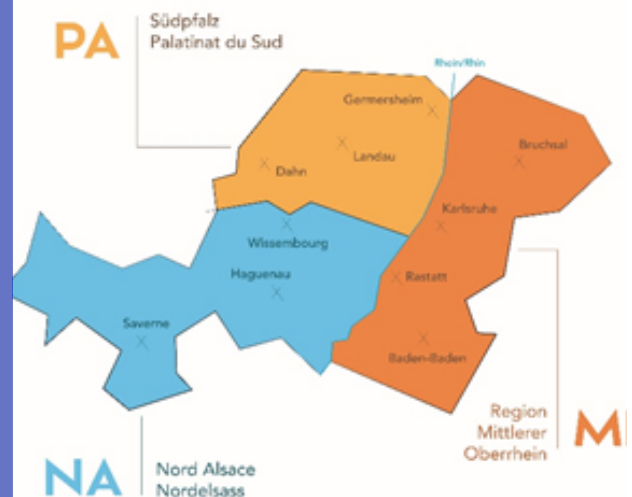 PA
Südpfalz
Palatinat du Sud
Rhein/Rhin
Germersheim
Bruchsal
Landau
Dahn
Karlsruhe
Wissembourg
Haguenau
Rastatt
Saverne
Baden-Baden
Region
Mittlerer
Oberrhein
NA
Nord Alsace
Nordelsass